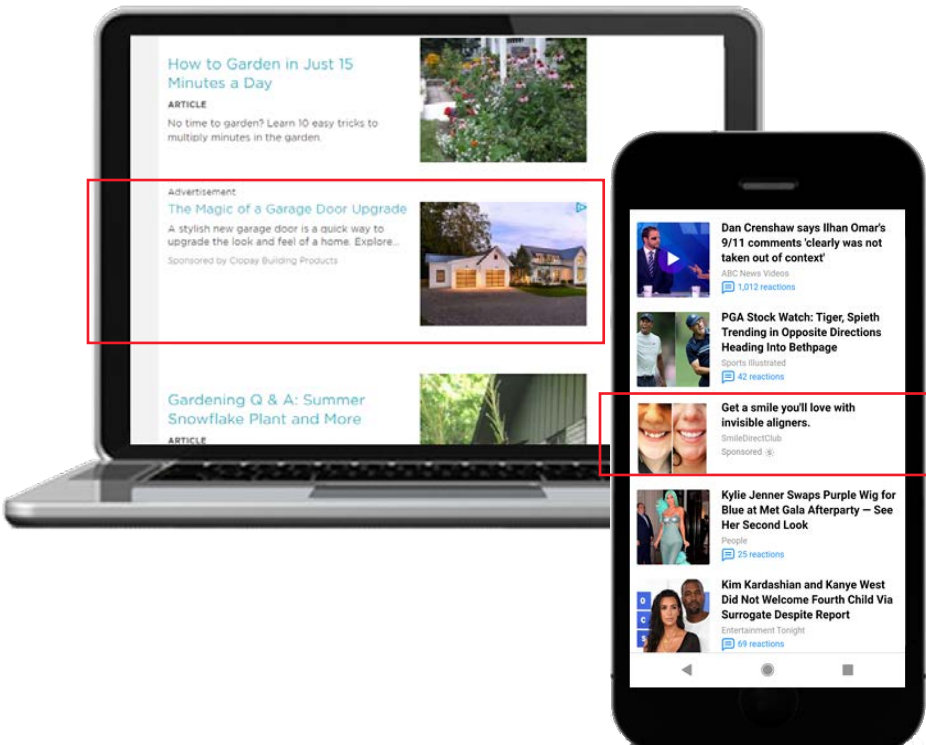 How to Garden in Just 15
Minutes a Day
ARTICLE
No time to garden? Learn 10 easy tricks to
multiply minutes in the garden.
Advertisement
The Magic of a Garage Door Upgrade
A stylish new garage door is a quick way to
upgrade the look and feel of a home. Explore...
Sponsored by Clopay Building Products
Gardening Q & A: Summer
Snowflake Plant and More
ARTICLE
Dan Crenshaw says Ilhan Omar's
9/11 comments 'clearly was not
taken out of context'
ABC News Videos
1,012 reactions
PGA Stock Watch: Tiger, Spieth
Trending in Opposite Directions
Heading Into Bethpage
Sports Illustrated
42 reactions
Get a smile you'll love with
invisible aligners.
SmileDirectClub
Sponsored
Kylie Jenner Swaps Purple Wig for
Blue at Met Gala Afterparty — See
Her Second Look
People
25 reactions
Kim Kardashian and Kanye West
Did Not Welcome Fourth Child Via
Surrogate Despite Report
Entertainment Tonight
69 reactions